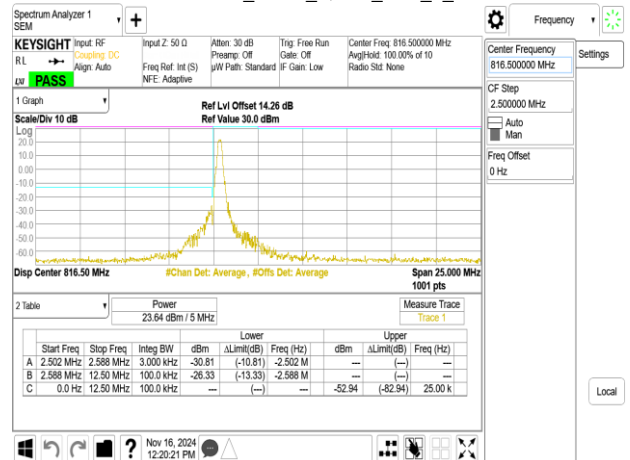 Spectrum Analyzer 1
SEM
Frequency
KEYSIGHT Input: RF Input Z: 50 Ω Atten: 30 dB Trig: Free Run Center Freq: 816.500000 MHz
RL Coupling: DC Preamp: Off Gate: Off Avg|Hold: 100.00% of 10
Align: Auto Freq Ref: Int (S) µW Path: Standard IF Gain: Low Radio Std: None
LXI PASS NFE: Adaptive
Center Frequency
816.500000 MHz
Settings
CF Step
2.500000 MHz
Auto
Man
Freq Offset
0 Hz
Local
1 Graph
Ref Lvl Offset 14.26 dB
Scale/Div 10 dB Ref Value 30.0 dBm
Log
20.0
10.0
0.00
-10.0
-20.0
-30.0
-40.0
-50.0
-60.0
Disp Center 816.50 MHz #Chan Det: Average, #Offs Det: Average Span 25.000 MHz
1001 pts
2 Table
Power
23.64 dBm / 5 MHz
Measure Trace
Trace 1
Lower Upper
Start Freq Stop Freq Integ BW dBm ΔLimit(dB) Freq (Hz) dBm ΔLimit(dB) Freq (Hz)
A 2.502 MHz 2.588 MHz 3.000 kHz -30.81 (-10.81) -2.502 M --- (---) ---
B 2.588 MHz 12.50 MHz 100.0 kHz -26.33 (-13.33) -2.588 M --- (---) ---
C 0.0 Hz 12.50 MHz 100.0 kHz --- (---) --- -52.94 (-82.94) 25.00 k
Nov 16, 2024
12:20:21 PM